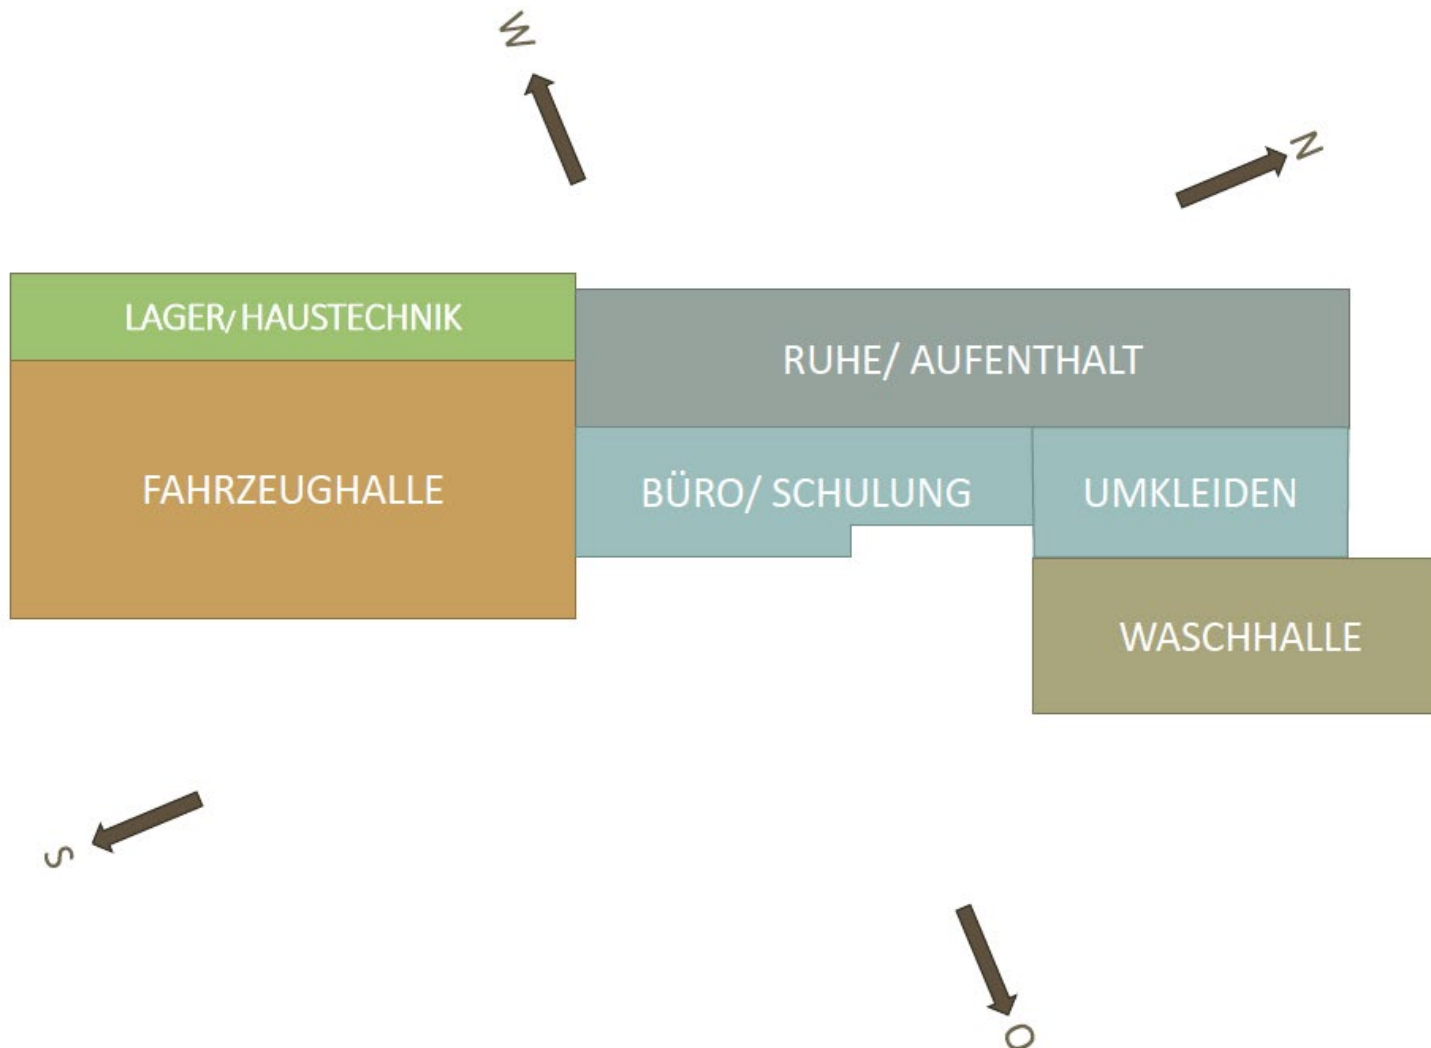 W
N
LAGER/ HAUSTECHNIK
RUHE/ AUFENTHALT
FAHRZEUGHALLE
BÜRO/ SCHULUNG
UMKLEIDEN
WASCHHALLE
S
O